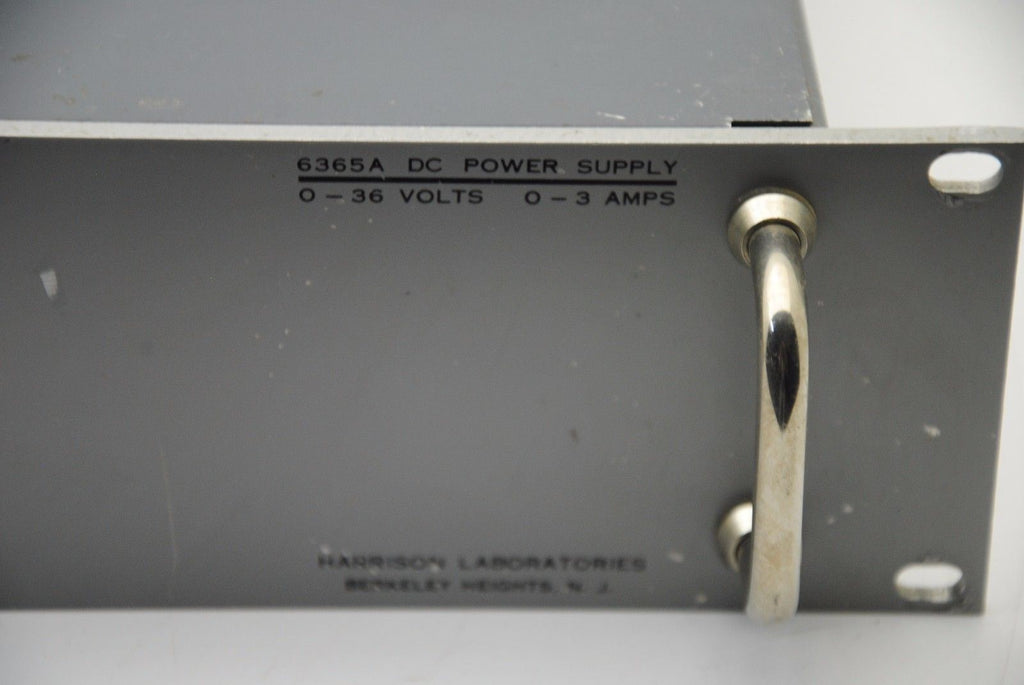 6365A DC POWER SUPPLY
0 – 36 VOLTS 0 – 3 AMPS
HARRISON LABORATORIES
BERKELEY HEIGHTS, N. J.